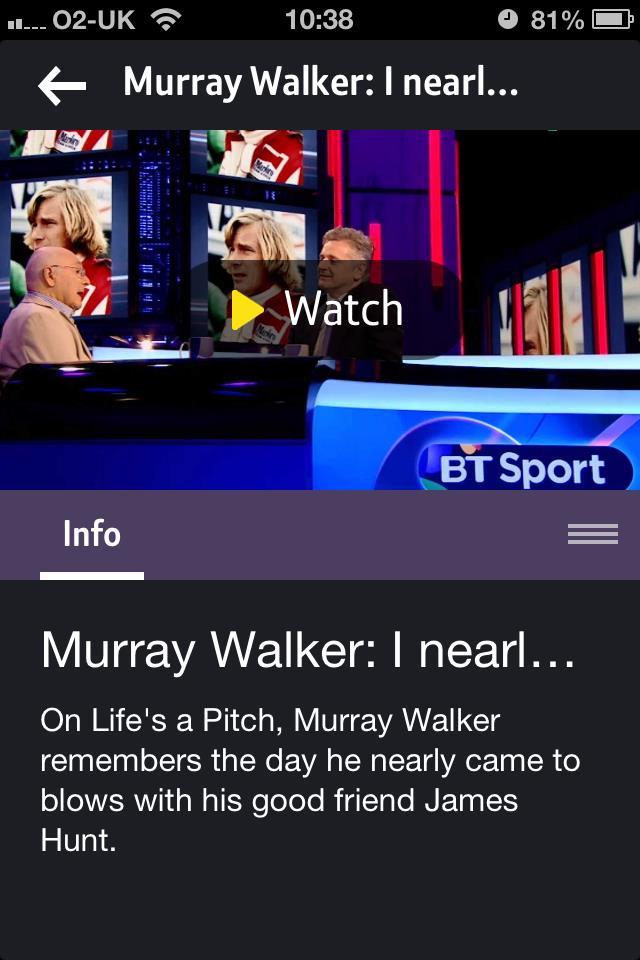 O2-UK 10:38 81%
Murray Walker: I nearl...
Marlboro
Watch
BT Sport
Info
Murray Walker: I nearl...
On Life's a Pitch, Murray Walker
remembers the day he nearly came to
blows with his good friend James
Hunt.